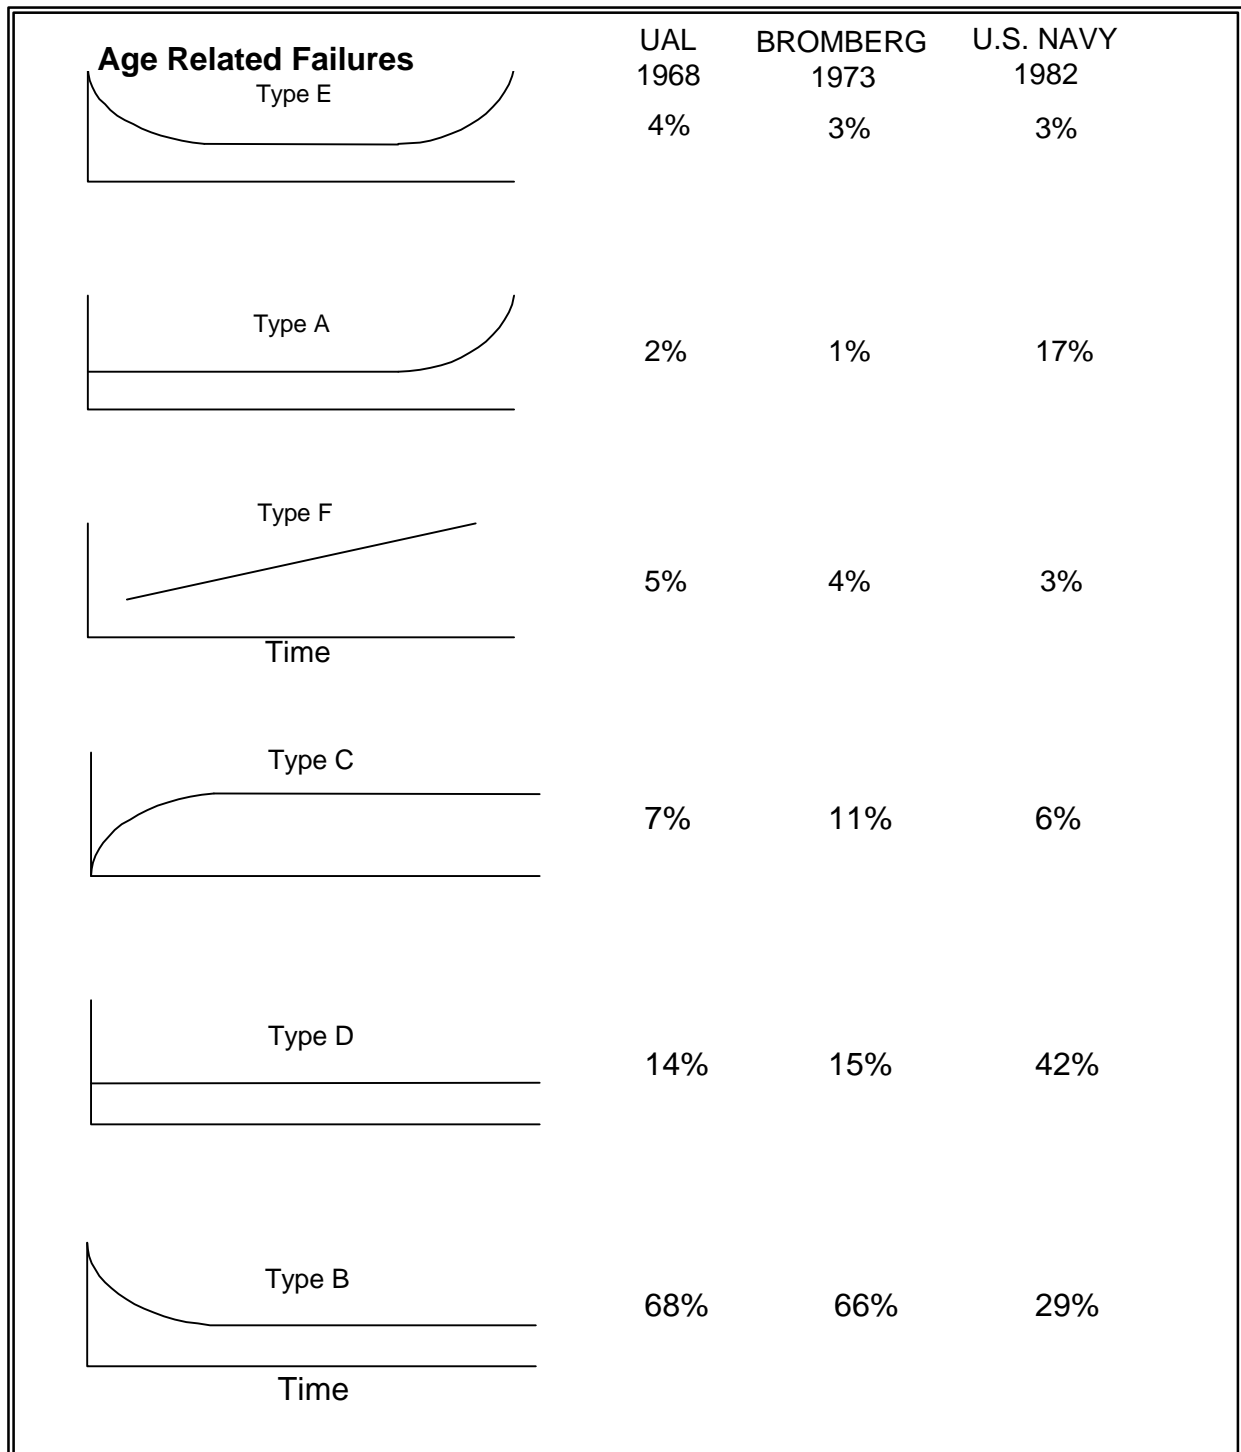 UAL BROMBERG U.S. NAVY
Age Related Failures 1968 1973 1982
Type E
4% 3% 3%
Type A
2% 1% 17%
Type F
5% 4% 3%
Time
Type C
7% 11% 6%
Type D
14% 15% 42%
Type B
68% 66% 29%
Time